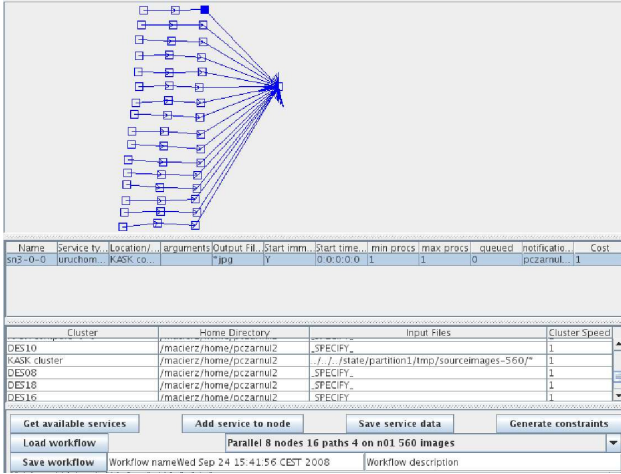 Name Service ty... Location/... arguments Output Fil... Start imm... Start time... min procs max procs queued notificatio... Cost
sn3-0-0 uruchom... KASK co... *jpg Y 0:0:0:0:0 1 1 0 pczarnul... 1
Cluster Home Directory Input Files Cluster Speed
DES10 /macierz/home/pczarnul2 _SPECIFY_ 1
KASK cluster /macierz/home/pczarnul2 ../../../state/partition1/tmp/sourceimages-560/* 1
DES08 /macierz/home/pczarnul2 _SPECIFY_ 1
DES18 /macierz/home/pczarnul2 _SPECIFY_ 1
DES16 /macierz/home/pczarnul2 _SPECIFY_ 1
Get available services Add service to node Save service data Generate constraints
Load workflow Parallel 8 nodes 16 paths 4 on n01 560 images
Save workflow Workflow nameWed Sep 24 15:41:56 CEST 2008 Workflow description